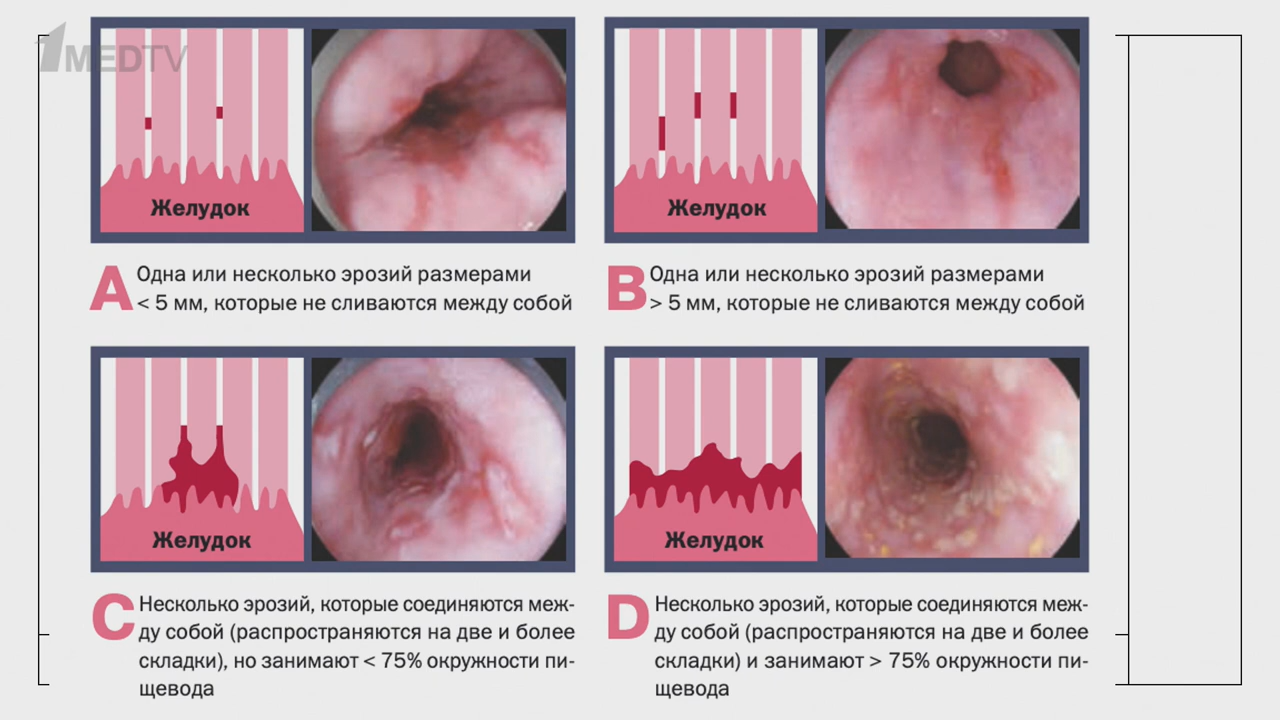 1MEDTV
Желудок
Желудок
A Одна или несколько эрозий размерами
< 5 мм, которые не сливаются между собой
B Одна или несколько эрозий размерами
> 5 мм, которые не сливаются между собой
Желудок
Желудок
C Несколько эрозий, которые соединяются меж-
ду собой (распространяются на две и более
складки), но занимают < 75% окружности пи-
щевода
D Несколько эрозий, которые соединяются меж-
ду собой (распространяются на две и более
складки) и занимают > 75% окружности пи-
щевода